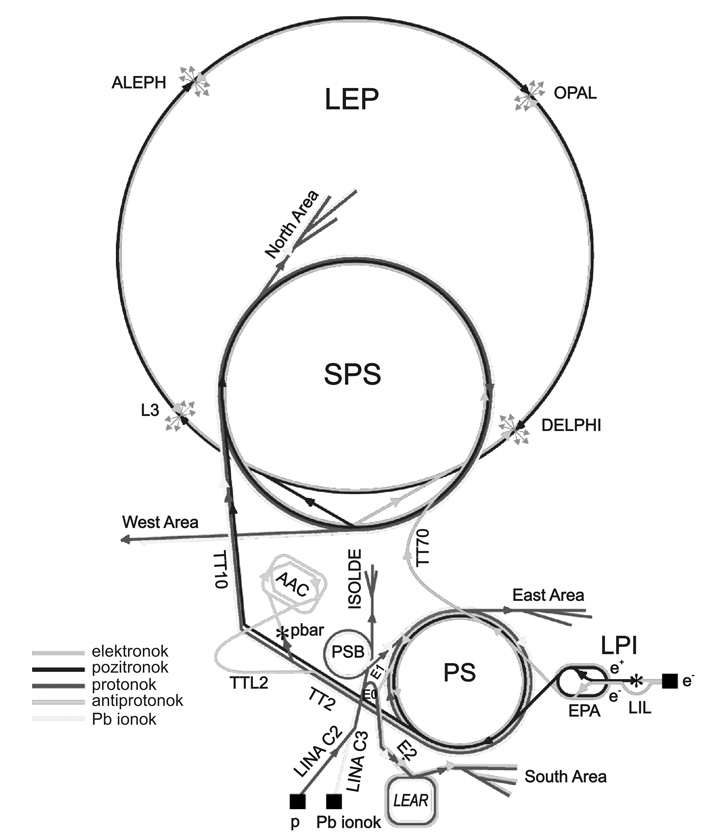 LEP
ALEPH
OPAL
North Area
SPS
L3
DELPHI
West Area
TT10
TT70
ISOLDE
AAC
pbar
PSB
East Area
PS
LPI
e+
e-
e-
EPA
LIL
TTL2
TT2
E1
E0
E2
LINA C2
LINA C3
LEAR
South Area
p
Pb ionok
elektronok
pozitronok
protonok
antiprotonok
Pb ionok